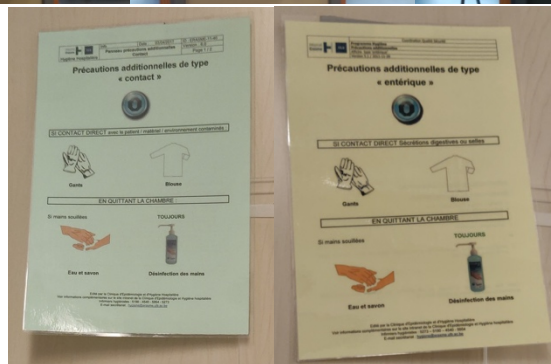 Hygiène Hospitalière
Précautions additionnelles de type
« contact »
SI CONTACT DIRECT avec le patient / matériel / environnement contaminés
Gants
Blouse
EN QUITTANT LA CHAMBRE
Si mains souillées
TOUJOURS
Eau et savon
Désinfection des mains
Précautions additionnelles de type
« entérique »
SI CONTACT DIRECT Sécrétions digestives ou selles
Gants
Blouse
EN QUITTANT LA CHAMBRE
Si mains souillées
TOUJOURS
Eau et savon
Désinfection des mains